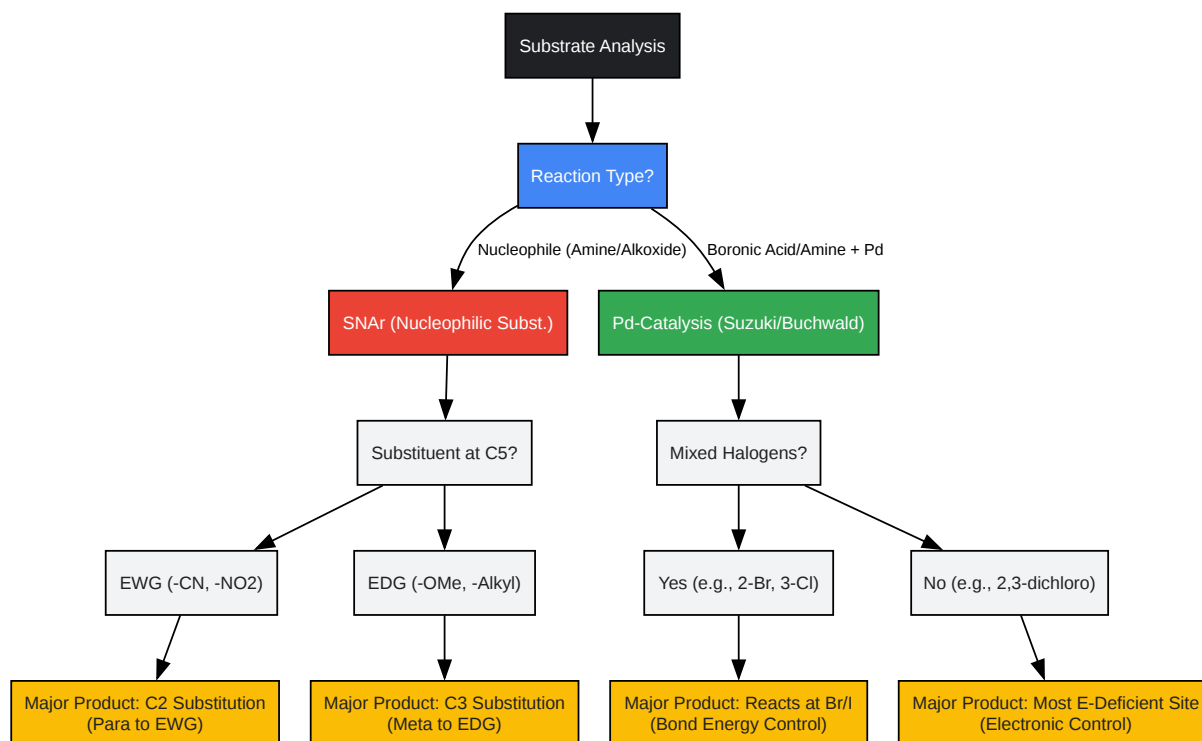 Substrate Analysis
Reaction Type?
Nucleophile (Amine/Alkoxide)
Boronic Acid/Amine + Pd
SNAr (Nucleophilic Subst.)
Pd-Catalysis (Suzuki/Buchwald)
Substituent at C5?
Mixed Halogens?
EWG (-CN, -NO2)
EDG (-OMe, -Alkyl)
Yes (e.g., 2-Br, 3-Cl)
No (e.g., 2,3-dichloro)
Major Product: C2 Substitution
(Para to EWG)
Major Product: C3 Substitution
(Meta to EDG)
Major Product: Reacts at Br/I
(Bond Energy Control)
Major Product: Most E-Deficient Site
(Electronic Control)